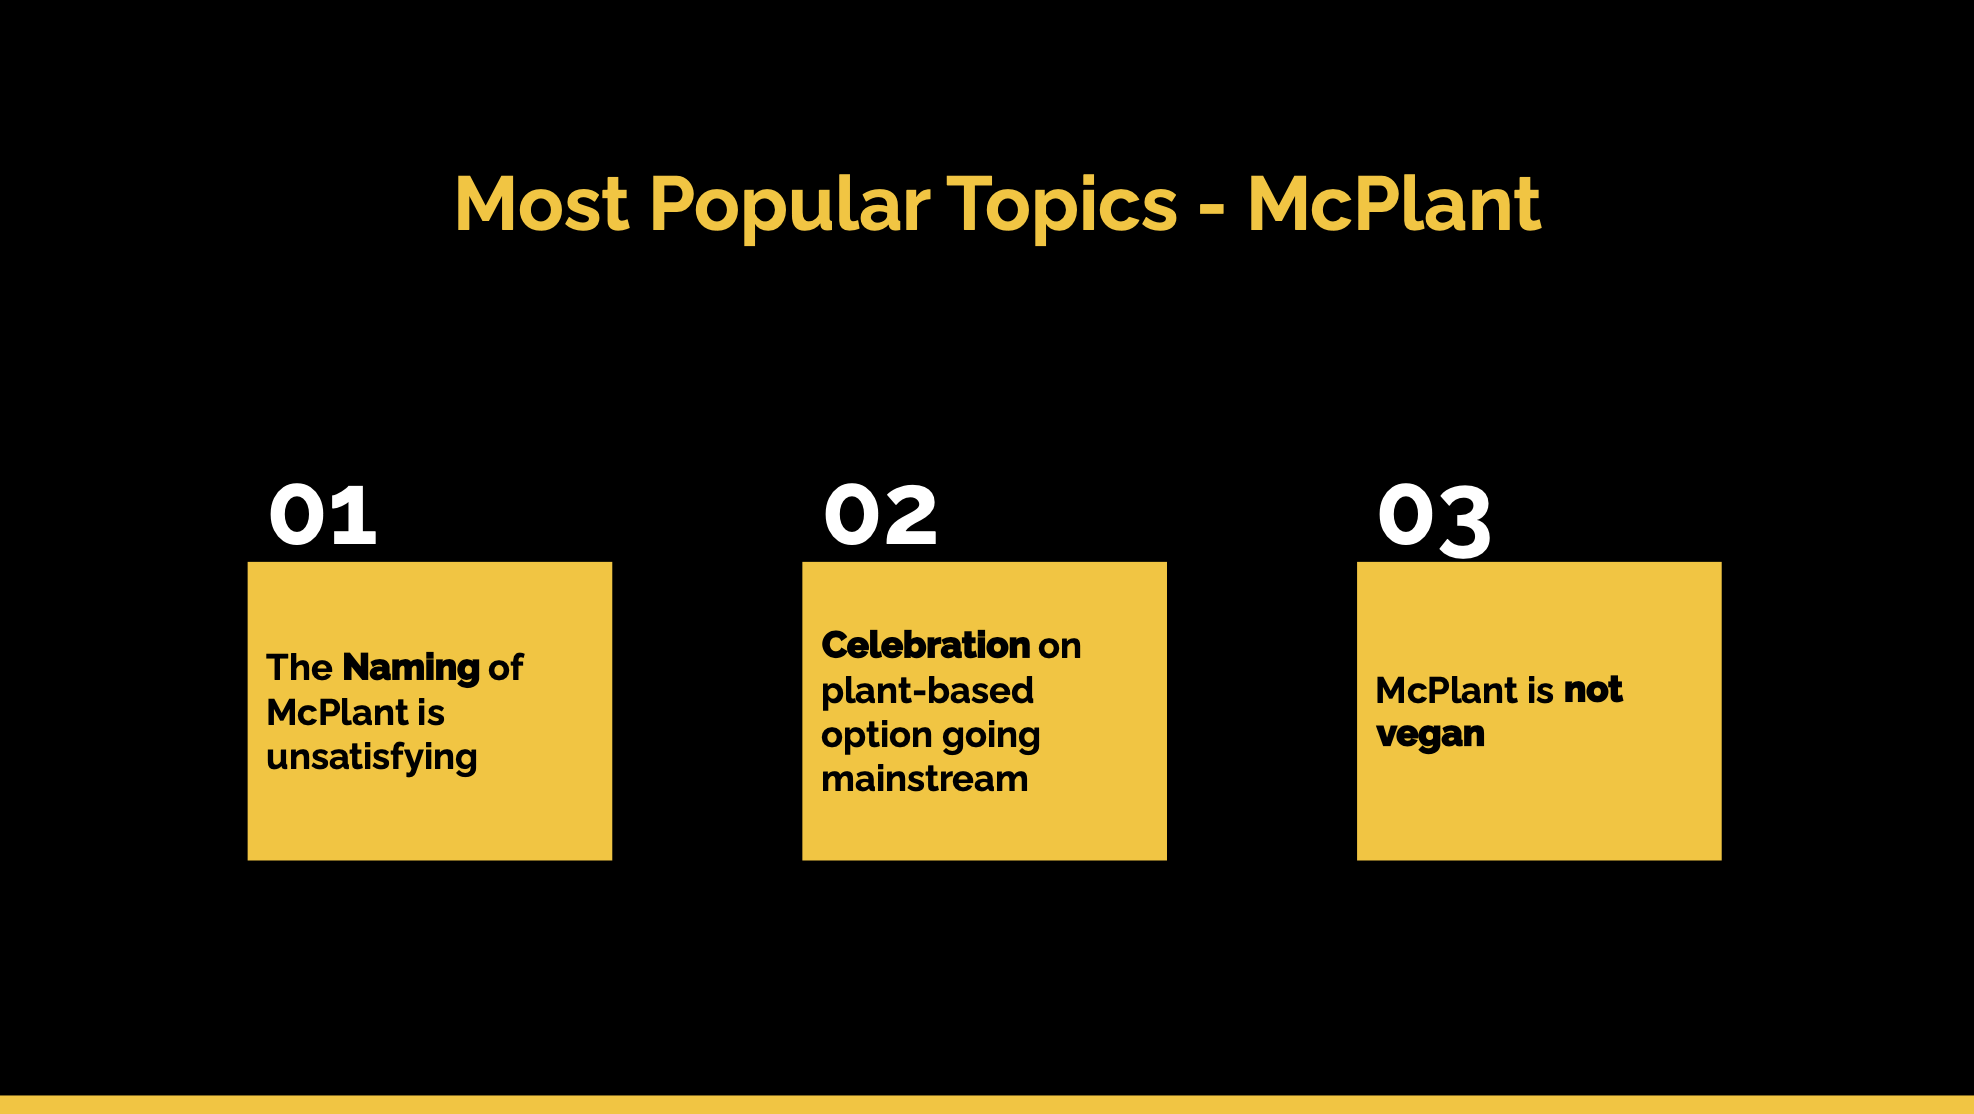 Most Popular Topics - McPlant
01
The Naming of
McPlant is
unsatisfying
02
Celebration on
plant-based
option going
mainstream
03
McPlant is not
vegan